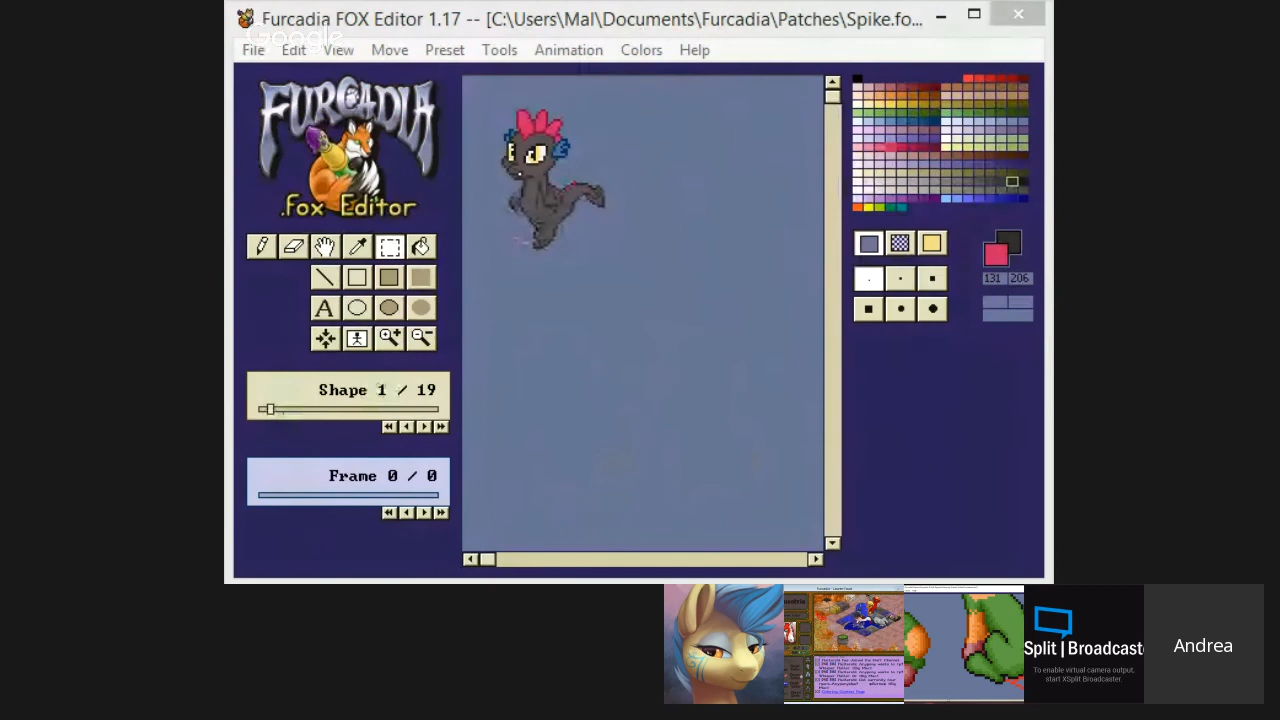 Furcadia FOX Editor 1.17 -- [C:\Users\Mal\Documents\Furcadia\Patches\Spike.fo...
Google
File Edit View Move Preset Tools Animation Colors Help
FURCADIA
.Fox Editor
A
131 206
Shape 1 / 19
Frame 0 / 0
Split | Broadcast
To enable virtual camera output,
start XSplit Broadcaster
Andrea